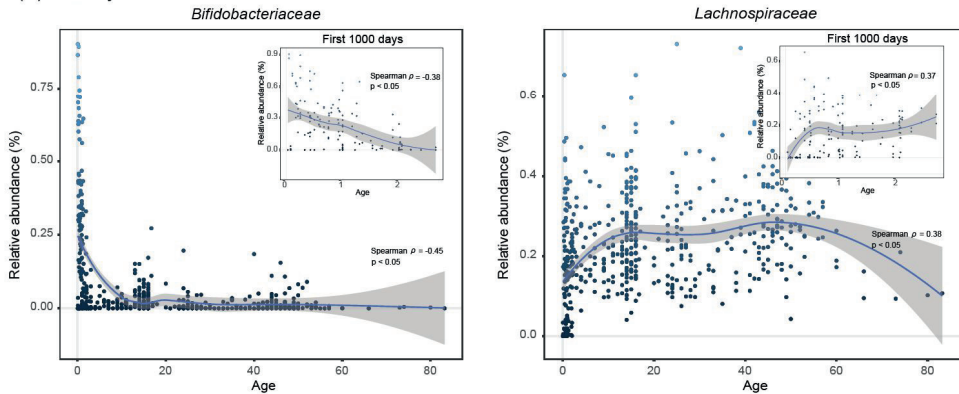 Bifidobacteriaceae
Lachnospiraceae
First 1000 days
Spearman ρ = -0.38
p < 0.05
Relative abundance (%)
0.9
0.6
0.3
0.0
0
1
2
Age
Spearman ρ = -0.45
p < 0.05
Relative abundance (%)
0.75
0.50
0.25
0.00
0
20
40
60
80
Age
First 1000 days
Spearman ρ = 0.37
p < 0.05
Relative abundance (%)
0.6
0.4
0.2
0.0
0
1
2
Age
Spearman ρ = 0.38
p < 0.05
Relative abundance (%)
0.6
0.4
0.2
0.0
0
20
40
60
80
Age